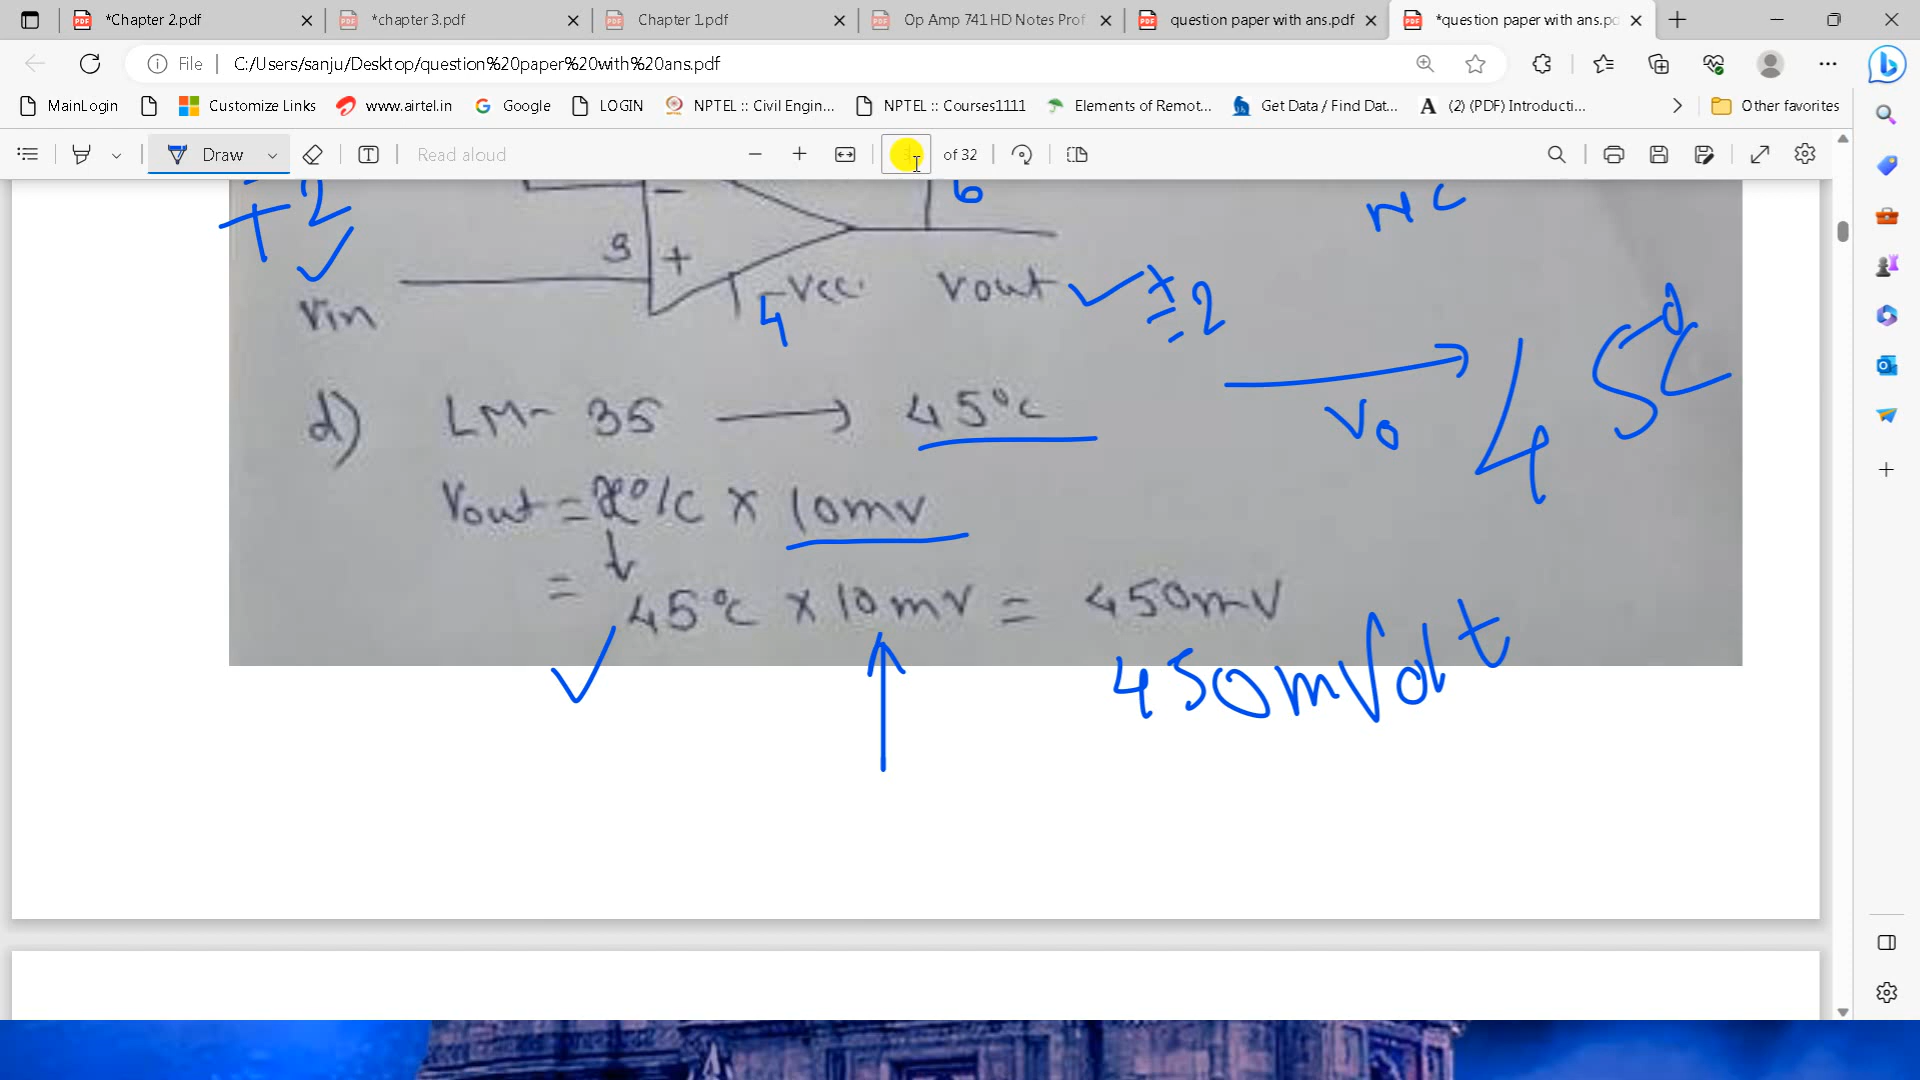 *Chapter 2.pdf
*chapter 3.pdf
Chapter 1.pdf
Op Amp 741 HD Notes Prof
question paper with ans.pdf
*question paper with ans.pd
File
C:/Users/sanju/Desktop/question%20paper%20with%20ans.pdf
MainLogin
Customize Links
www.airtel.in
Google
LOGIN
NPTEL :: Civil Engin...
NPTEL :: Courses1111
Elements of Remot...
Get Data / Find Dat...
(2) (PDF) Introducti...
Other favorites
Draw
Read aloud
3
of 32
± 2
−
6
NC
3
+
Vin
4
-Vcc
Vout
± 2
Vo
45°C
d) LM- 35 → 45°C
Vout = x°/C x 10mv
= 45°C x 10mV = 450mV
450mVolt